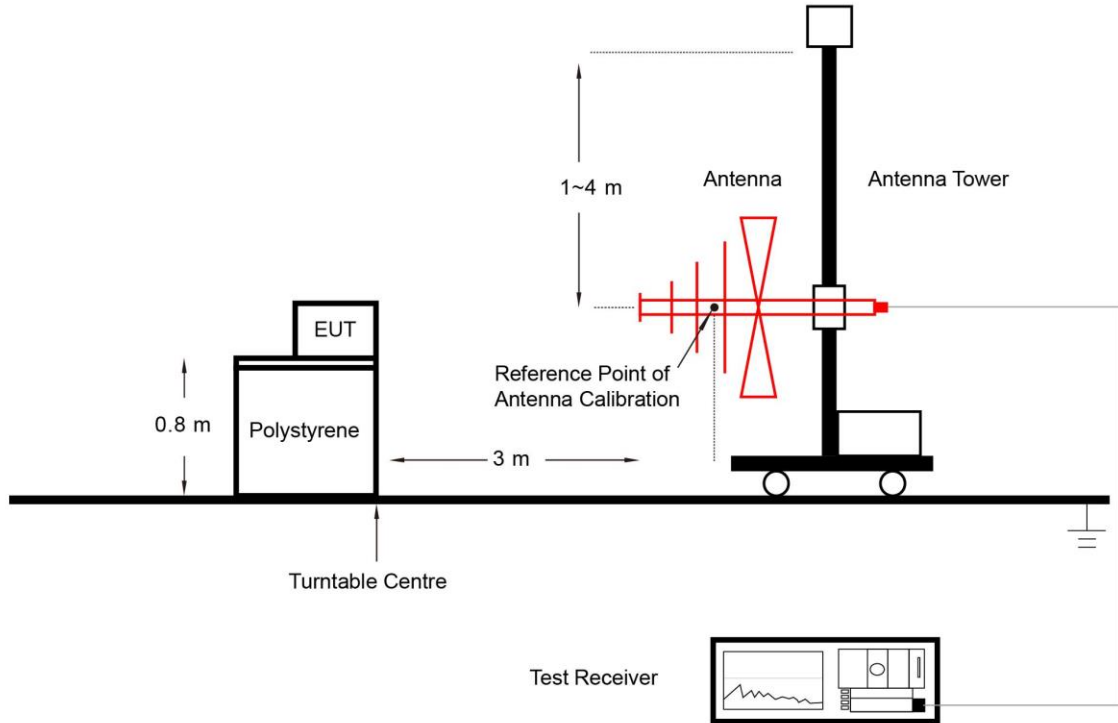 1~4 m
Antenna
Antenna Tower
EUT
Reference Point of
Antenna Calibration
0.8 m
Polystyrene
3 m
Turntable Centre
Test Receiver